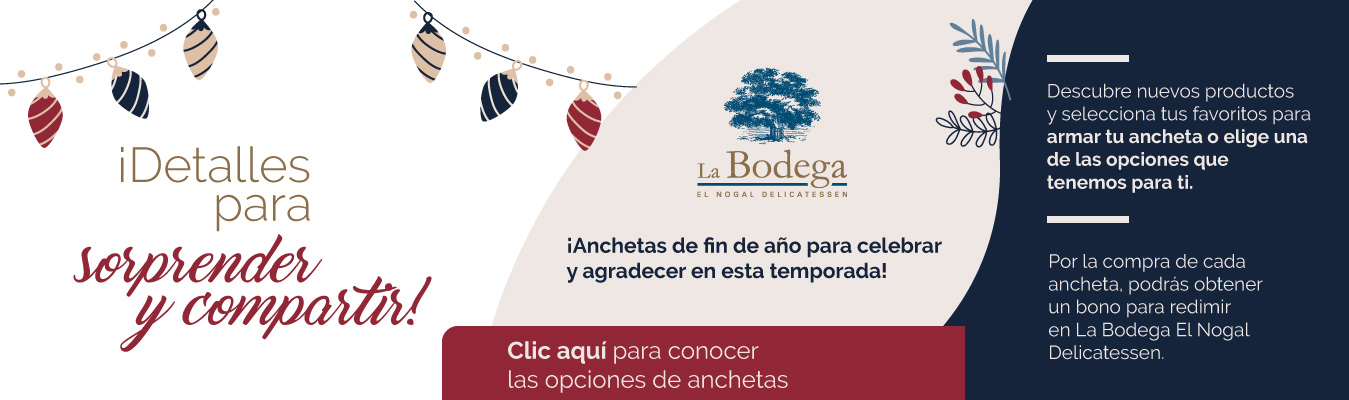 ¡Detalles
para
sorprender
y compartir!
La Bodega
EL NOGAL DELICATESSEN
¡Anchetas de fin de año para celebrar
y agradecer en esta temporada!
Clic aquí para conocer
las opciones de anchetas
Descubre nuevos productos
y selecciona tus favoritos para
armar tu ancheta o elige una
de las opciones que
tenemos para ti.
Por la compra de cada
ancheta, podrás obtener
un bono para redimir
en La Bodega El Nogal
Delicatessen.